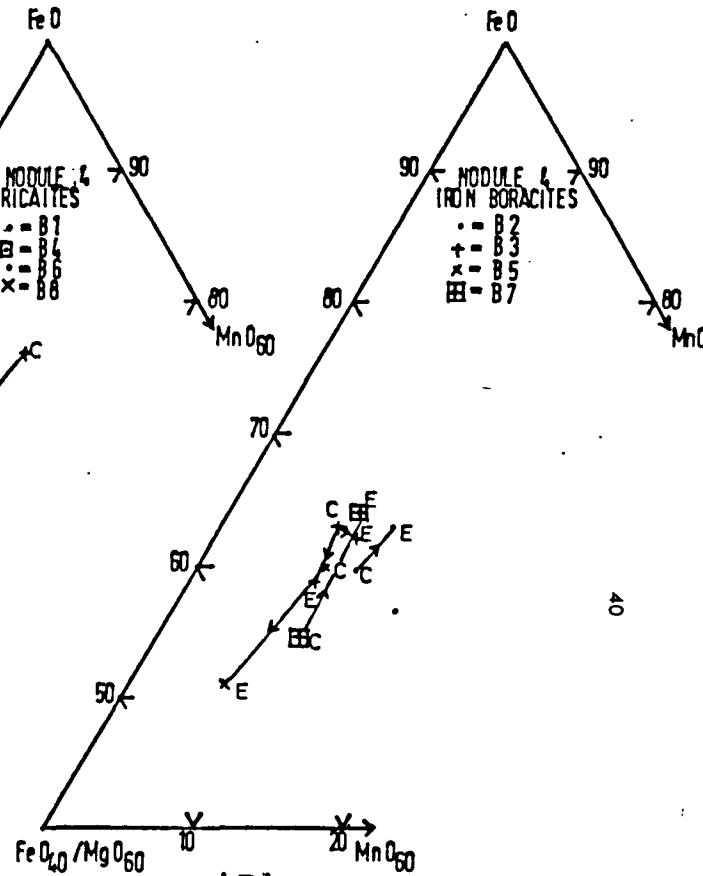 FeO
FeO
90
90
90
NODULE 4
RICAITES
• = B1
⊡ = B4
• = B6
× = B8
NODULE 4
IRON BORACITES
• = B2
+ = B3
× = B5
⊞ = B7
80
80
80
MnO60
MnO
C
70
C
E
E
E
60
C
C
E
C
40
50
E
10
20
FeO40/MgO60
MnO60